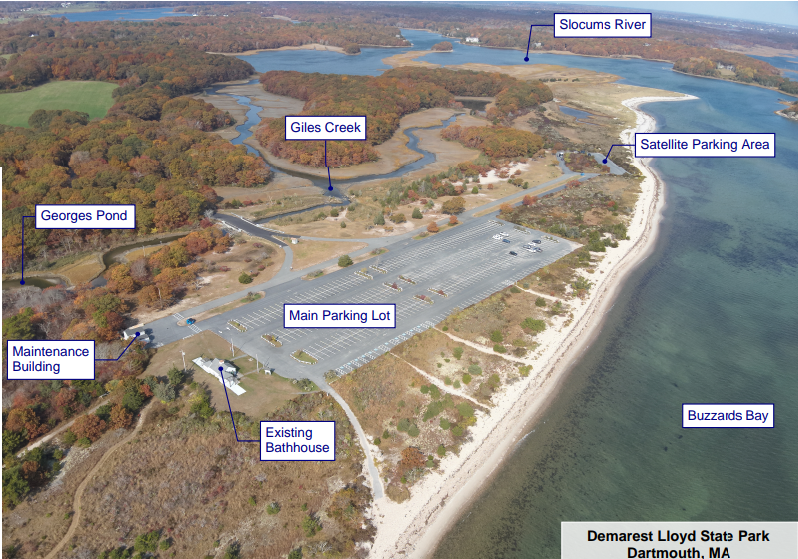 Slocums River
Giles Creek
Satellite Parking Area
Georges Pond
Main Parking Lot
Maintenance
Building
Existing
Bathhouse
Buzzards Bay
Demarest Lloyd State Park
Dartmouth, MA